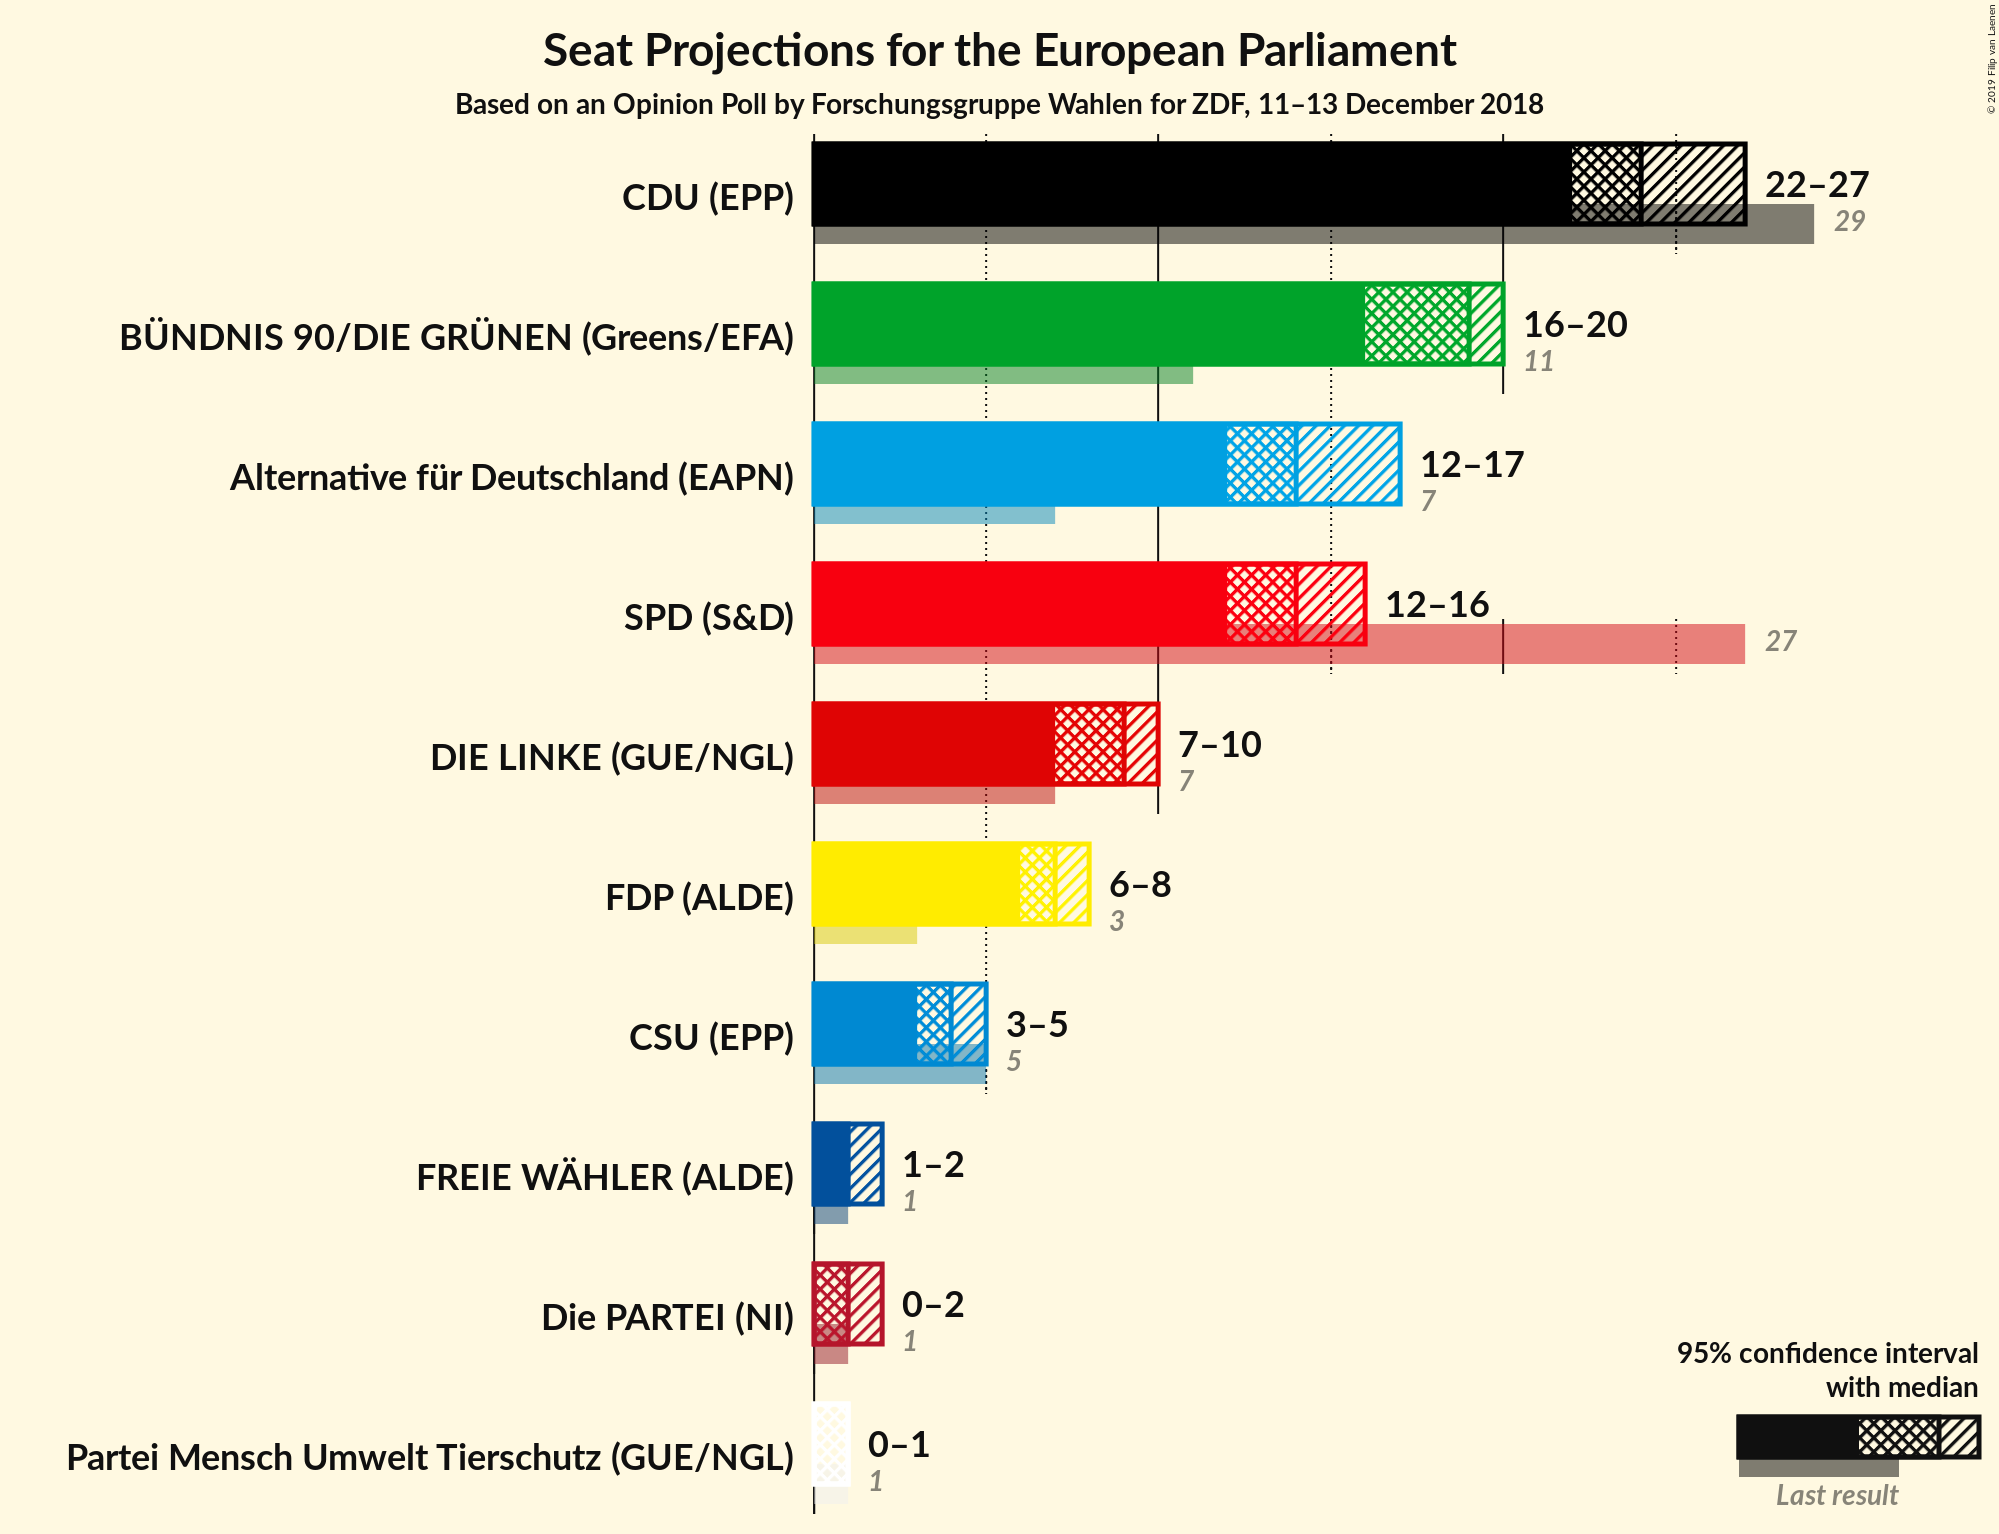 Seat Projections for the European Parliament
Based on an Opinion Poll by Forschungsgruppe Wahlen for ZDF, 11–13 December 2018
© 2019 Filip van Laenen
CDU (EPP)
22–27
29
BÜNDNIS 90/DIE GRÜNEN (Greens/EFA)
16–20
11
Alternative für Deutschland (EAPN)
12–17
7
SPD (S&D)
12–16
27
DIE LINKE (GUE/NGL)
7–10
7
FDP (ALDE)
6–8
3
CSU (EPP)
3–5
5
FREIE WÄHLER (ALDE)
1–2
1
Die PARTEI (NI)
0–2
1
Partei Mensch Umwelt Tierschutz (GUE/NGL)
0–1
1
95% confidence interval
with median
Last result